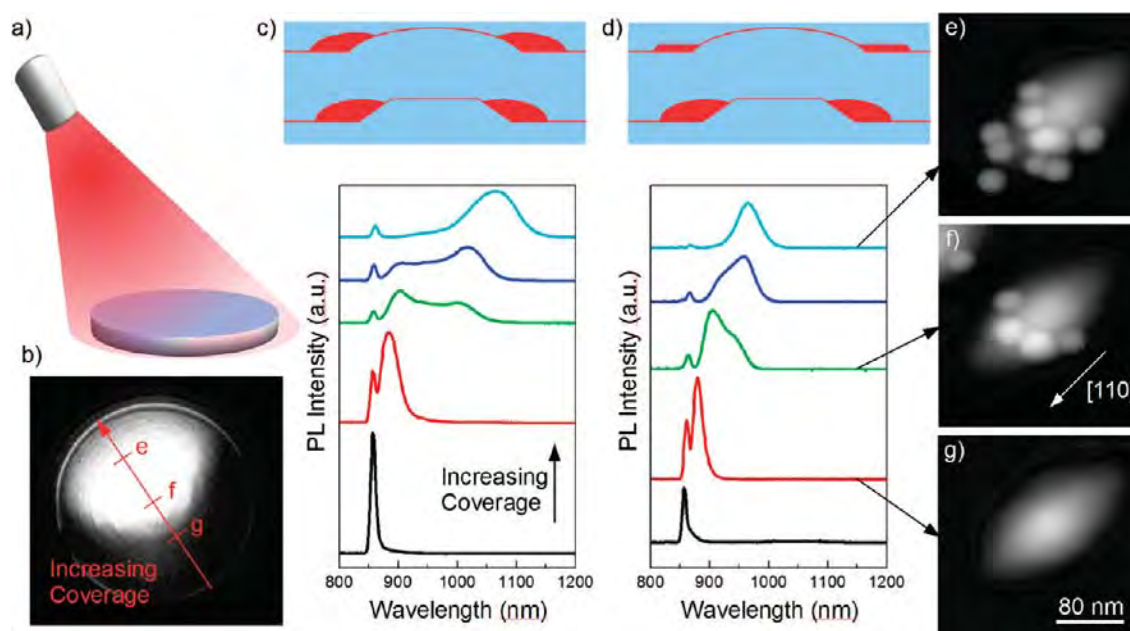 a)
b)
e
f
g
Increasing
Coverage
c)
PL Intensity (a.u.)
Increasing
Coverage
800 900 1000 1100 1200
Wavelength (nm)
d)
PL Intensity (a.u.)
800 900 1000 1100 1200
Wavelength (nm)
e)
f)
[110
g)
80 nm